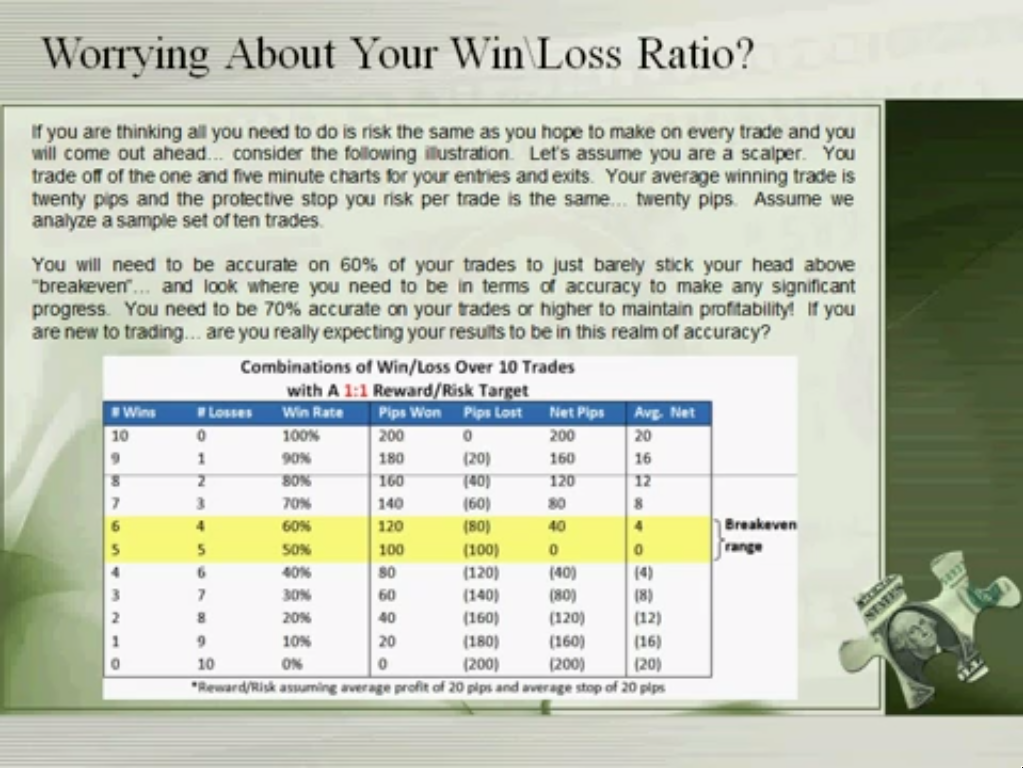 Worrying About Your Win\Loss Ratio?
If you are thinking all you need to do is risk the same as you hope to make on every trade and you
will come out ahead... consider the following illustration. Let's assume you are a scalper. You
trade off of the one and five minute charts for your entries and exits. Your average winning trade is
twenty pips and the protective stop you risk per trade is the same... twenty pips. Assume we
analyze a sample set of ten trades.
You will need to be accurate on 60% of your trades to just barely stick your head above
"breakeven"... and look where you need to be in terms of accuracy to make any significant
progress. You need to be 70% accurate on your trades or higher to maintain profitability! If you
are new to trading... are you really expecting your results to be in this realm of accuracy?
Combinations of Win/Loss Over 10 Trades
with A 1:1 Reward/Risk Target
# Wins # Losses Win Rate Pips Won Pips Lost Net Pips Avg. Net
10 0 100% 200 0 200 20
9 1 90% 180 (20) 160 16
8 2 80% 160 (40) 120 12
7 3 70% 140 (60) 80 8
6 4 60% 120 (80) 40 4 Breakeven
5 5 50% 100 (100) 0 0 range
4 6 40% 80 (120) (40) (4)
3 7 30% 60 (140) (80) (8)
2 8 20% 40 (160) (120) (12)
1 9 10% 20 (180) (160) (16)
0 10 0% 0 (200) (200) (20)
*Reward/Risk assuming average profit of 20 pips and average stop of 20 pips